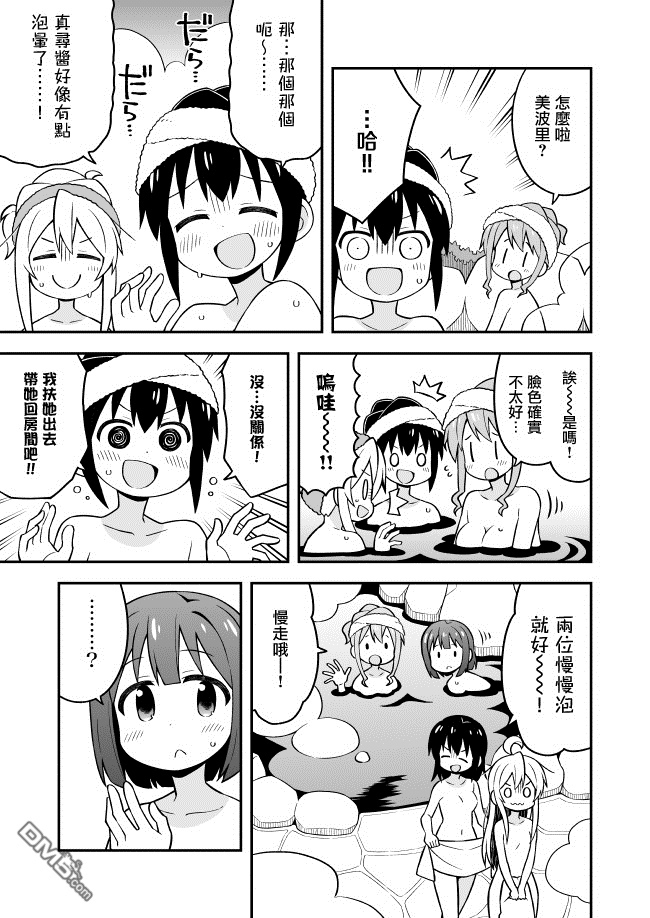 怎麼啦
美波里？
…哈!!
那…那個那個
呃～………
だら…
だら…
真尋醬好像有點
泡暈了………！
誒～～～是嗎！
臉色確實
不太好…
嗚哇～～!!
沒…沒關係！
我扶她出去
帶她回房間吧!!
兩位慢慢泡
就好～～～！
慢走哦—！
………？
DM5.com